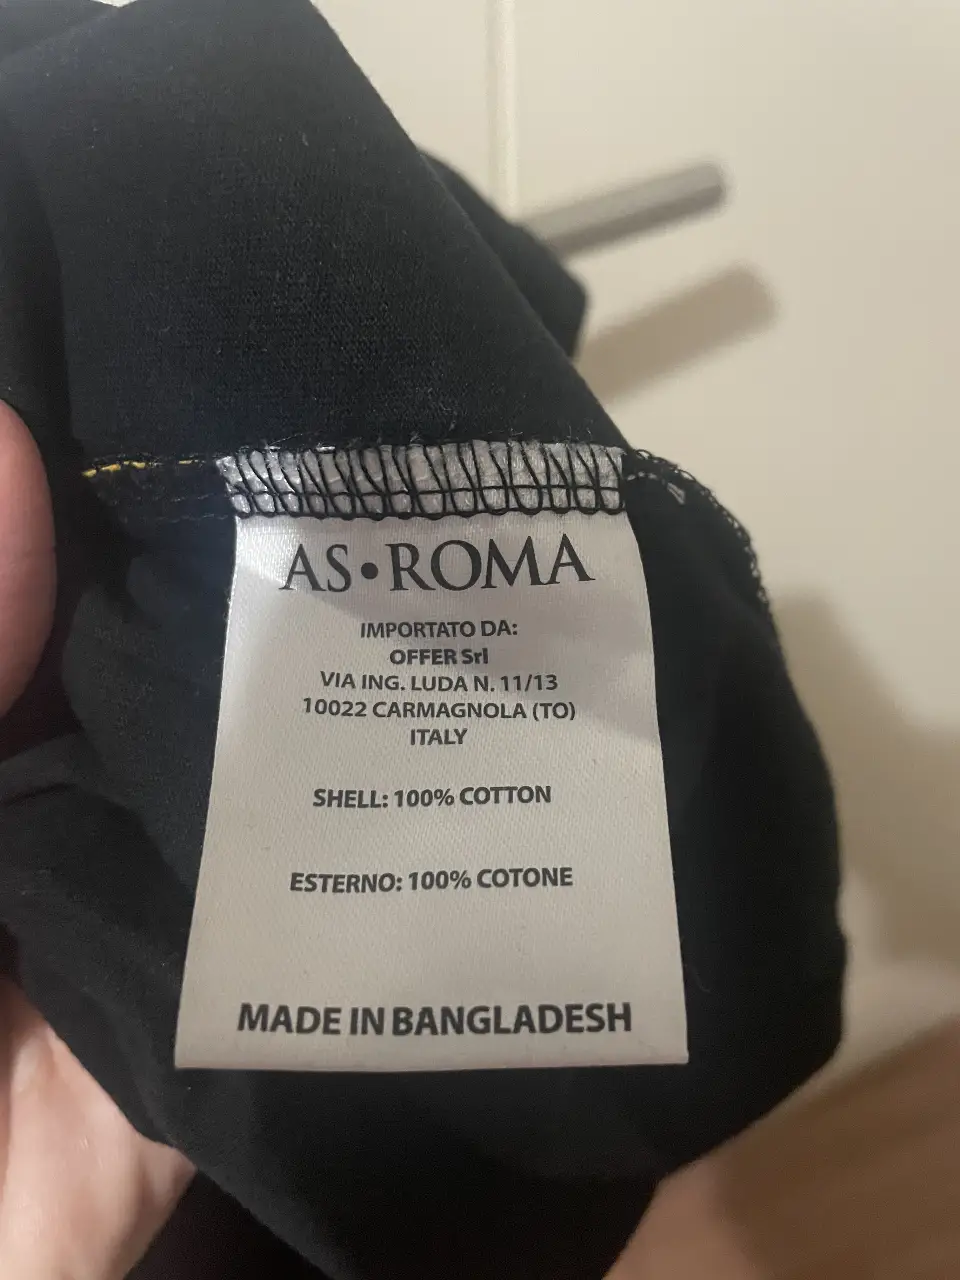 AS•ROMA
IMPORTATO DA:
OFFER Srl
VIA ING. LUDA N. 11/13
10022 CARMAGNOLA (TO)
ITALY
SHELL: 100% COTTON
ESTERNO: 100% COTONE
MADE IN BANGLADESH